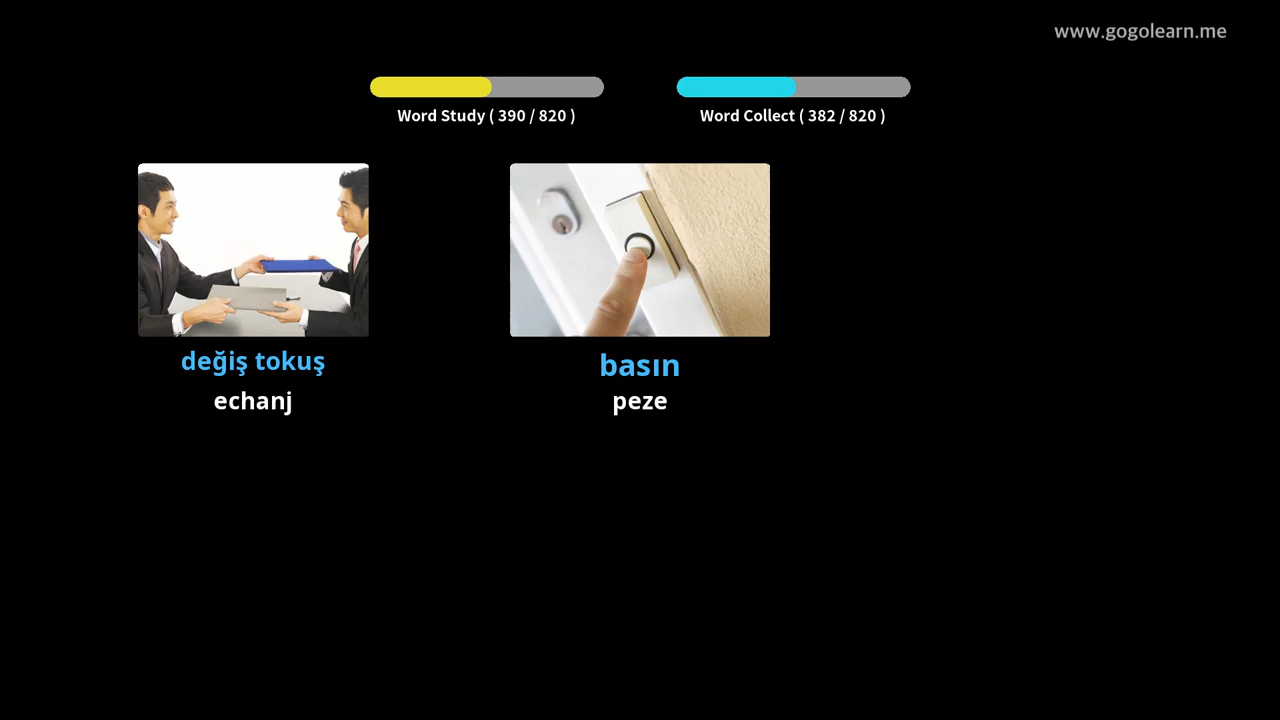 www.gogolearn.me
Word Study ( 390 / 820 )
Word Collect ( 382 / 820 )
değiş tokuş
echanj
basın
peze